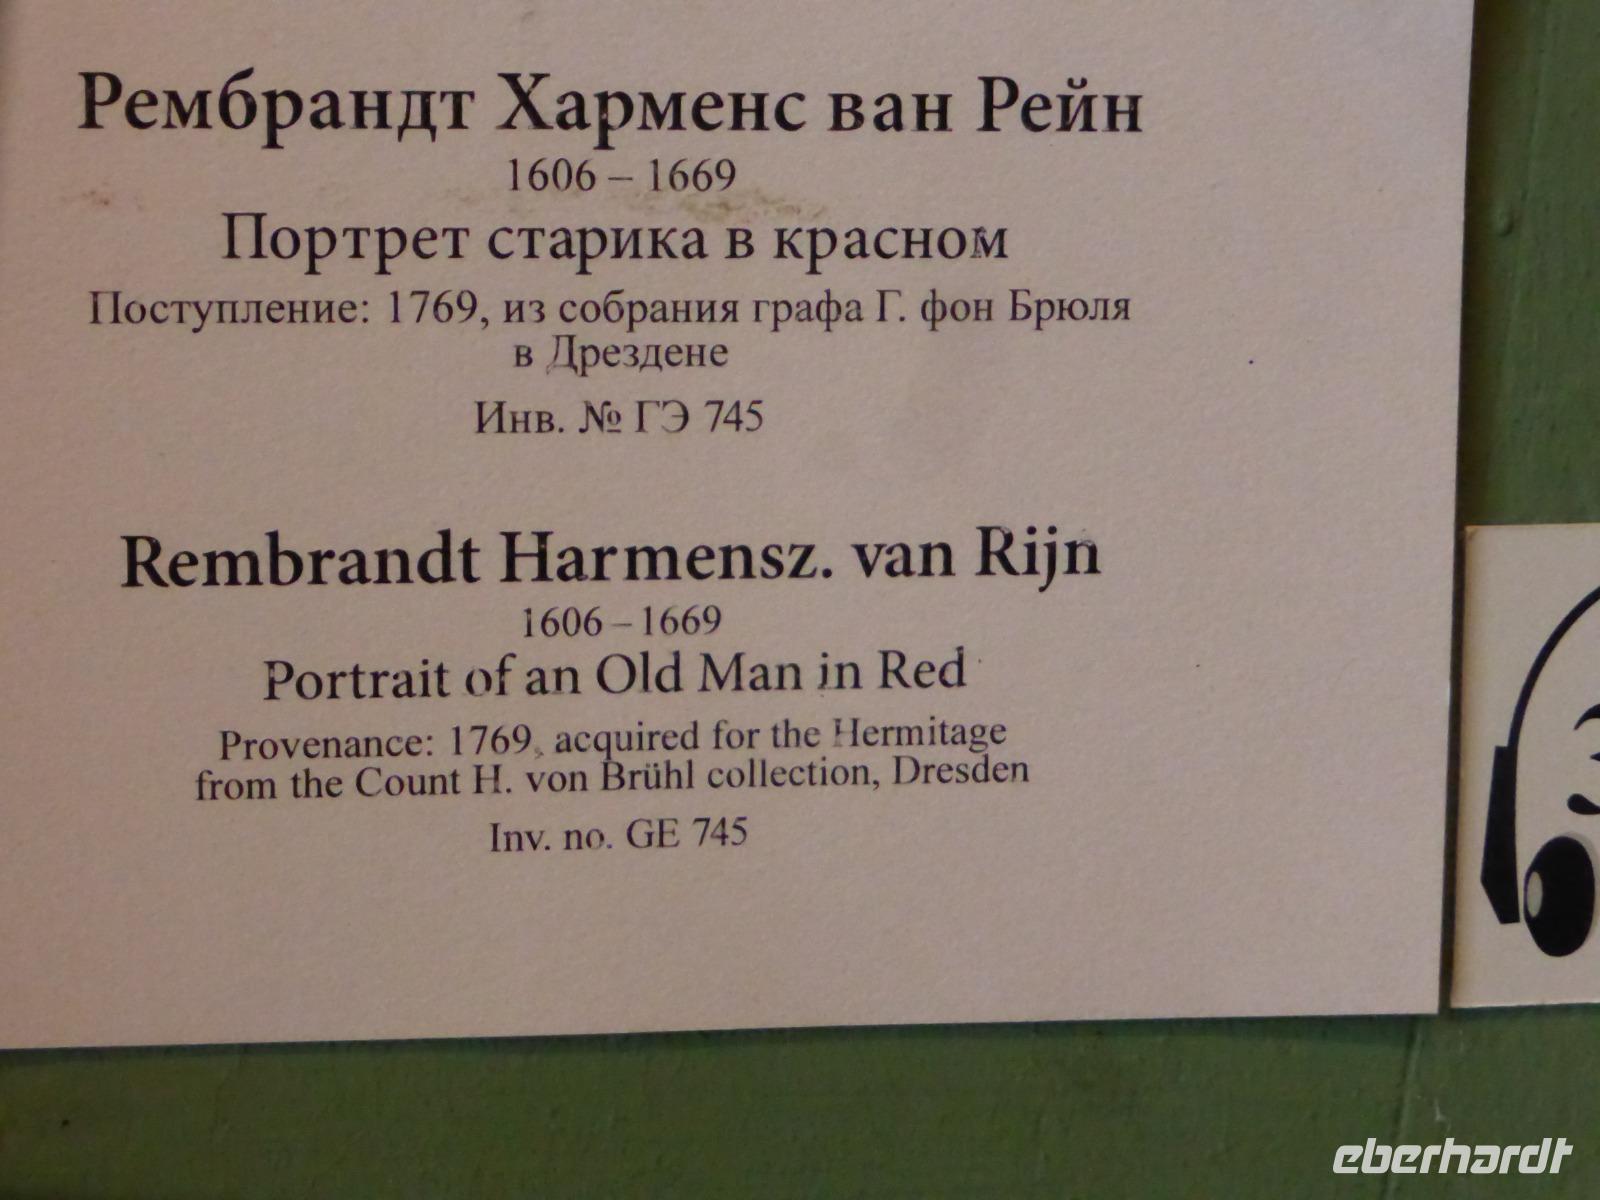 Рембрандт Харменс ван Рейн
1606 – 1669
Портрет старика в красном
Поступление: 1769, из собрания графа Г. фон Брюля
в Дрездене
Инв. № ГЭ 745
Rembrandt Harmensz. van Rijn
1606 – 1669
Portrait of an Old Man in Red
Provenance: 1769, acquired for the Hermitage
from the Count H. von Brühl collection, Dresden
Inv. no. GE 745
eberhardt